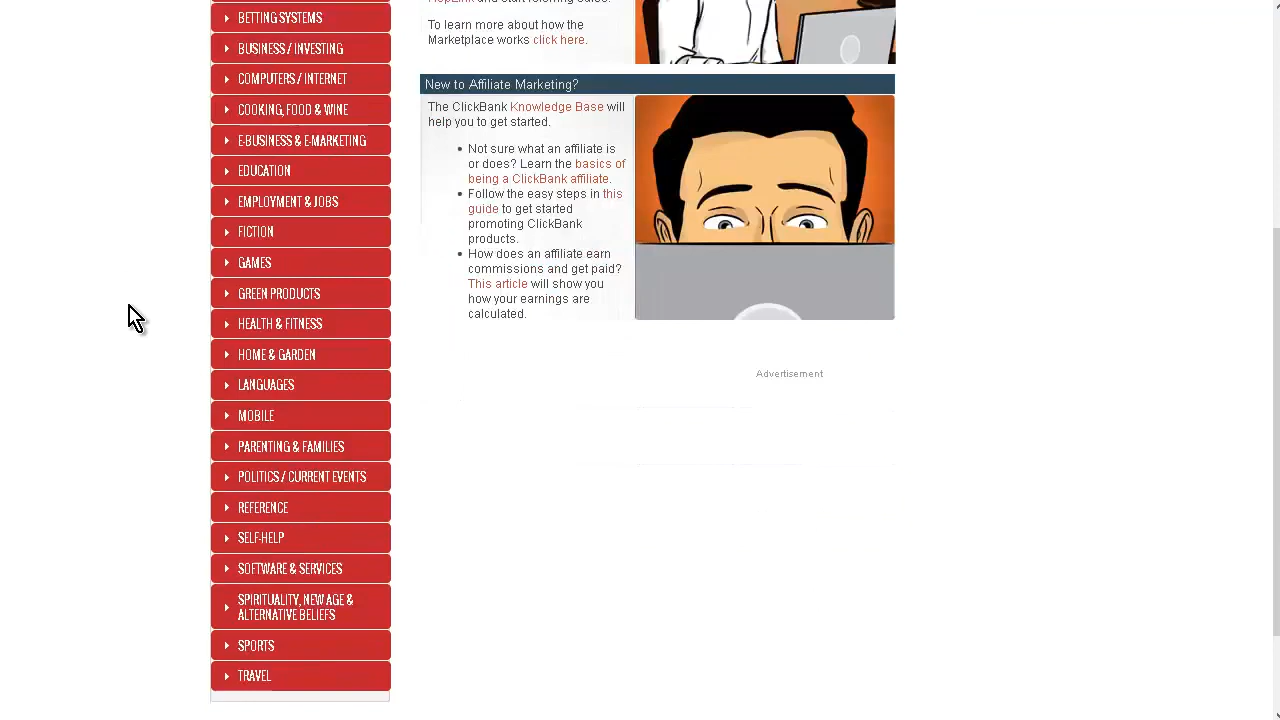 BETTING SYSTEMS
BUSINESS / INVESTING
COMPUTERS / INTERNET
COOKING, FOOD & WINE
E-BUSINESS & E-MARKETING
EDUCATION
EMPLOYMENT & JOBS
FICTION
GAMES
GREEN PRODUCTS
HEALTH & FITNESS
HOME & GARDEN
LANGUAGES
MOBILE
PARENTING & FAMILIES
POLITICS / CURRENT EVENTS
REFERENCE
SELF-HELP
SOFTWARE & SERVICES
SPIRITUALITY, NEW AGE &
ALTERNATIVE BELIEFS
SPORTS
TRAVEL
To learn more about how the
Marketplace works click here.
New to Affiliate Marketing?
The ClickBank Knowledge Base will
help you to get started.
• Not sure what an affiliate is
or does? Learn the basics of
being a ClickBank affiliate.
• Follow the easy steps in this
guide to get started
promoting ClickBank
products.
• How does an affiliate earn
commissions and get paid?
This article will show you
how your earnings are
calculated.
Advertisement